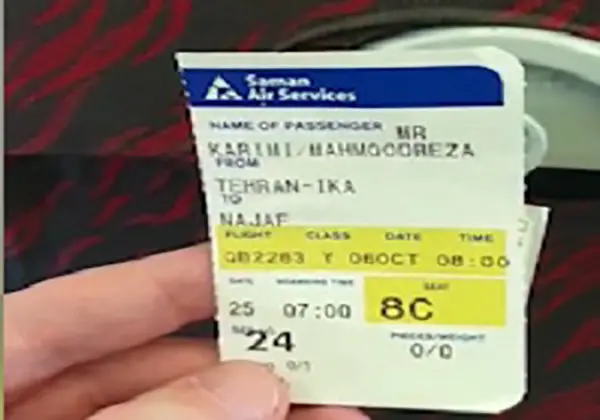 Saman
Air Services
NAME OF PASSENGER MR
KARIMI/MAHMOODREZA
FROM
TEHRAN-IKA
TO
NAJAF
FLIGHT CLASS DATE TIME
QB2283 Y 06OCT 08:00
GATE BOARDING TIME SEAT
25 07:00 8C
24 PIECES/WEIGHT
0/0